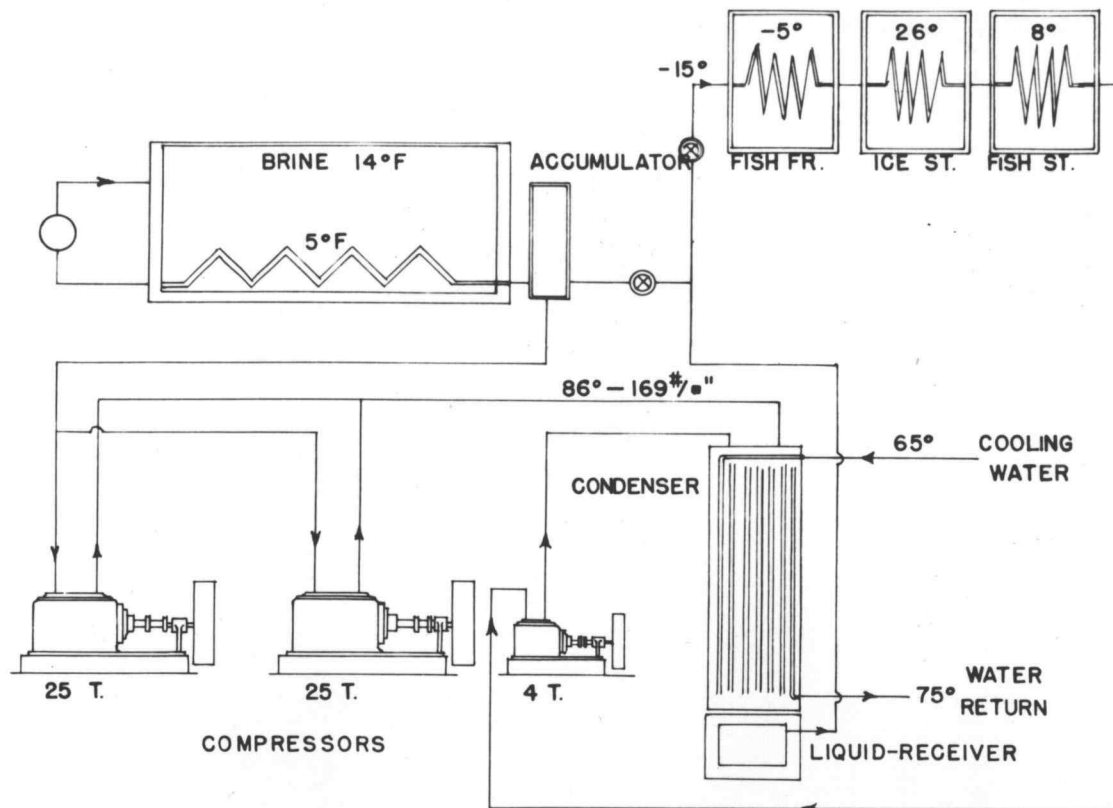 -5°
26°
8°
-15°
BRINE 14°F
ACCUMULATOR
FISH FR.
ICE ST.
FISH ST.
5°F
86°-169#/▫"
65° COOLING
WATER
CONDENSER
25 T.
25 T.
4 T.
75° WATER
RETURN
COMPRESSORS
LIQUID-RECEIVER